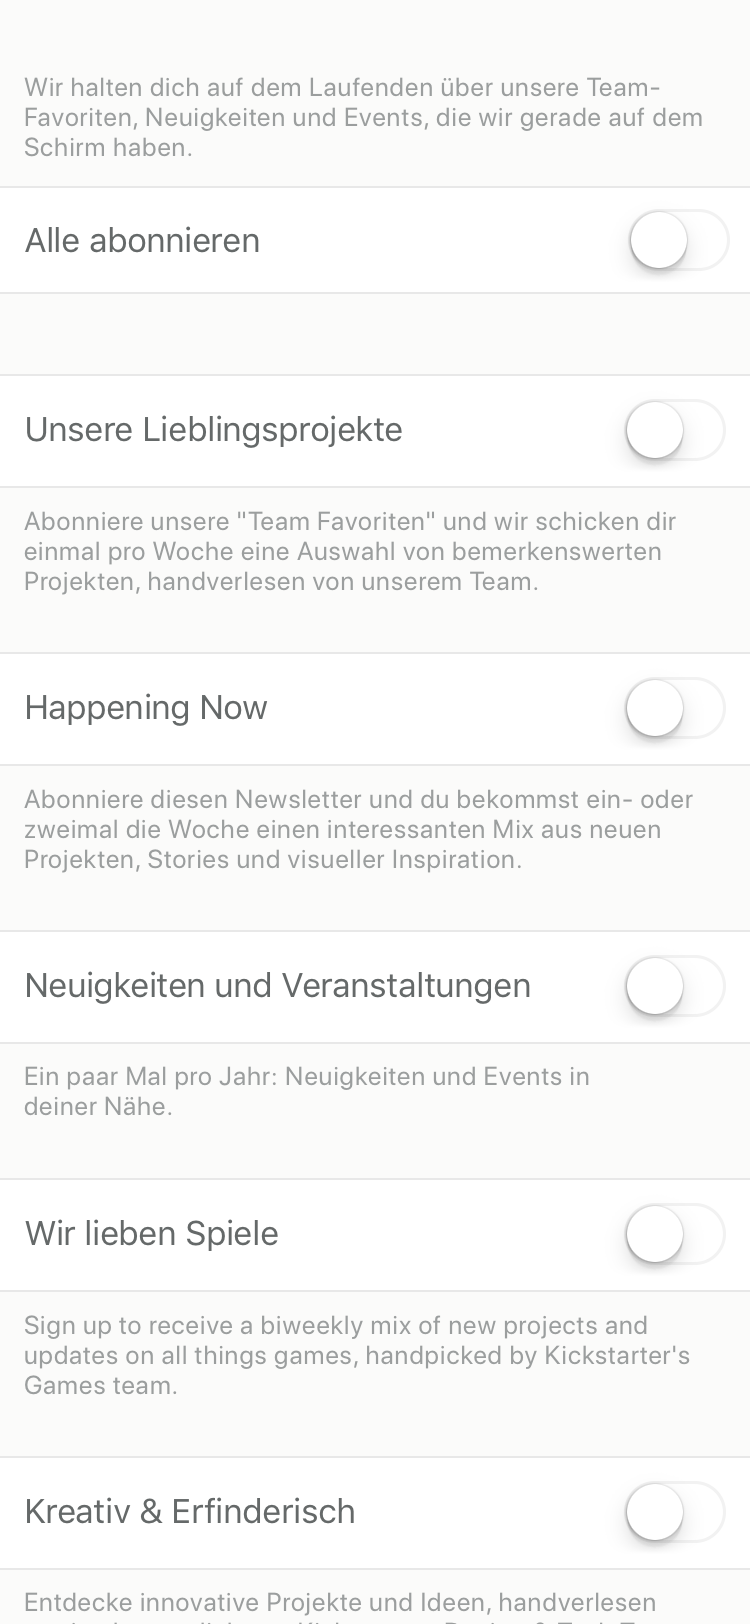 Wir halten dich auf dem Laufenden über unsere Team-
Favoriten, Neuigkeiten und Events, die wir gerade auf dem
Schirm haben.
Alle abonnieren
Unsere Lieblingsprojekte
Abonniere unsere "Team Favoriten" und wir schicken dir
einmal pro Woche eine Auswahl von bemerkenswerten
Projekten, handverlesen von unserem Team.
Happening Now
Abonniere diesen Newsletter und du bekommst ein- oder
zweimal die Woche einen interessanten Mix aus neuen
Projekten, Stories und visueller Inspiration.
Neuigkeiten und Veranstaltungen
Ein paar Mal pro Jahr: Neuigkeiten und Events in
deiner Nähe.
Wir lieben Spiele
Sign up to receive a biweekly mix of new projects and
updates on all things games, handpicked by Kickstarter's
Games team.
Kreativ & Erfinderisch
Entdecke innovative Projekte und Ideen, handverlesen